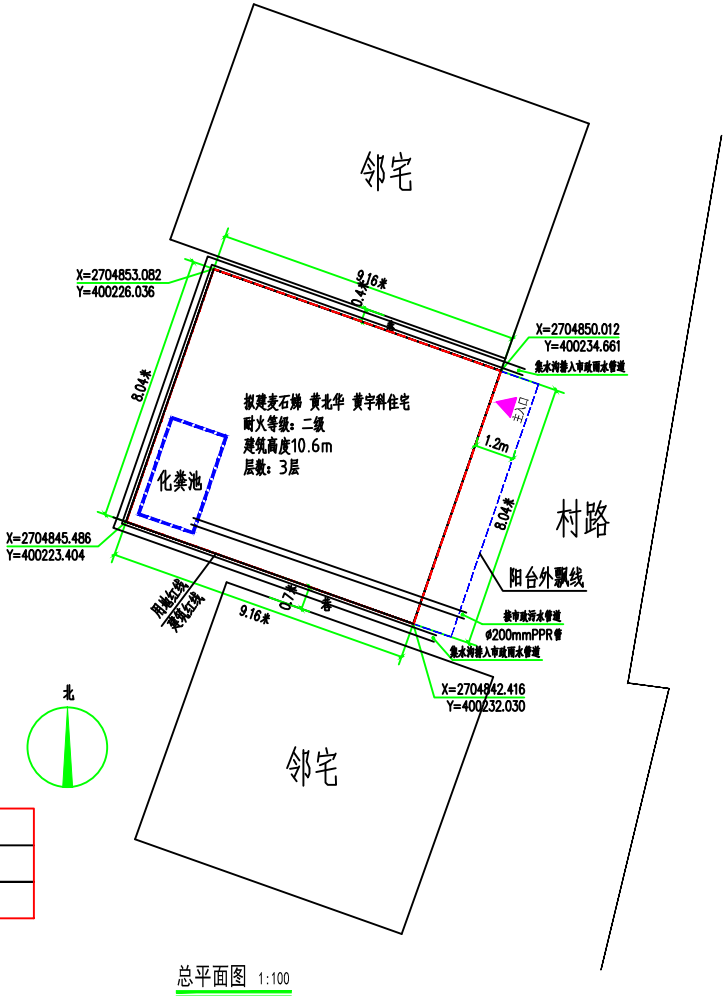 邻宅
X=2704853.082
Y=400226.036
9.16米
0.4米
巷
X=2704850.012
Y=400234.661
集水沟接入市政雨水管道
8.04米
拟建麦石娣 黄北华 黄宇科住宅
耐火等级：二级
建筑高度10.6m
层数：3层
主入口
1.2m
化粪池
8.04米
村路
X=2704845.486
Y=400223.404
阳台外飘线
用地红线
建筑红线
9.16米
0.7米
巷
接市政污水管道
ø200mmPPR管
集水沟接入市政雨水管道
X=2704842.416
Y=400232.030
北
邻宅
总平面图 1:100